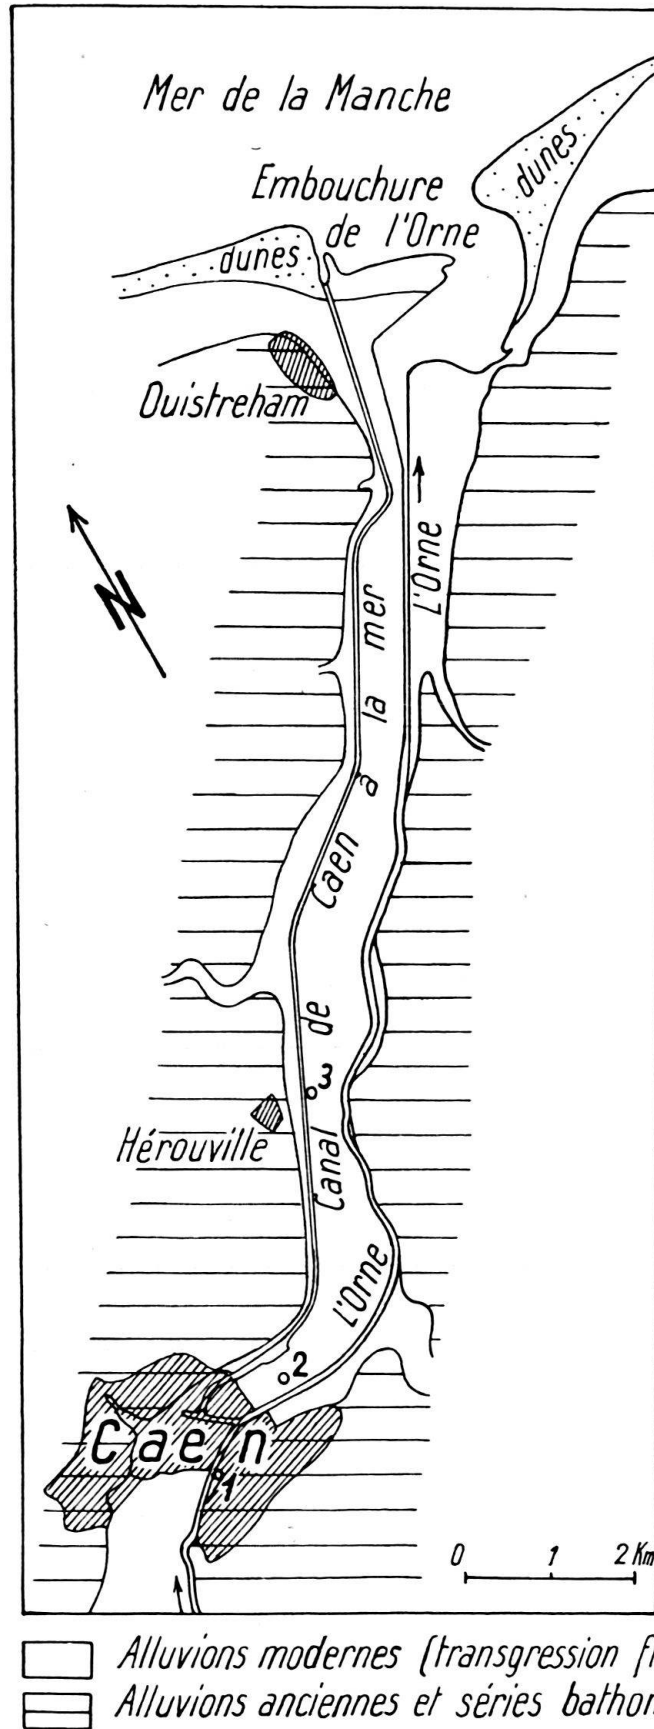 Mer de la Manche
dunes
Embouchure
de l'Orne
dunes
Ouistreham
N
L'Orne
Canal de Caen à la mer
3
Hérouville
L'Orne
2
Caen
1
0 1 2 Km
Alluvions modernes (transgression
Alluvions anciennes et séries